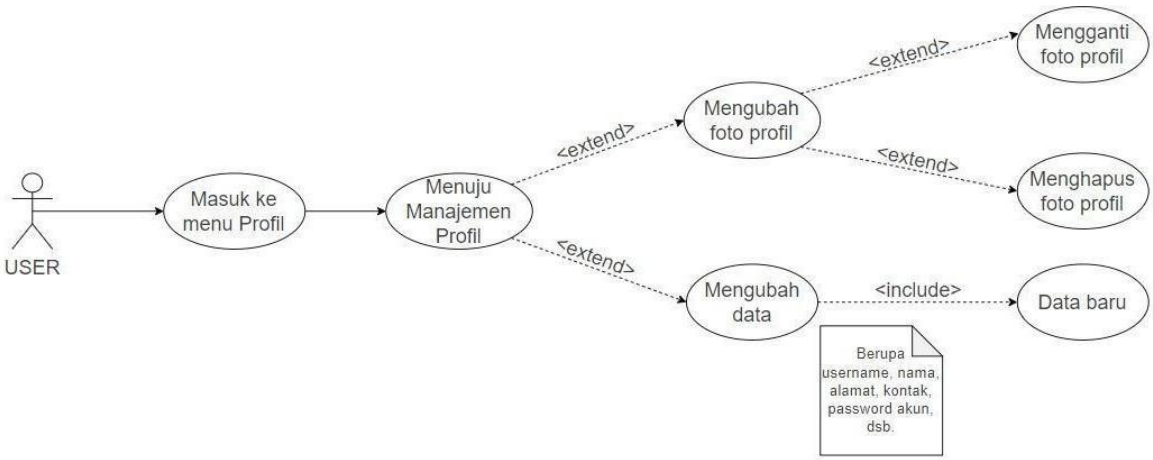 USER
Masuk ke
menu Profil
Menuju
Manajemen
Profil
<extend>
Mengubah
foto profil
<extend>
Mengganti
foto profil
<extend>
Menghapus
foto profil
<extend>
Mengubah
data
<include>
Data baru
Berupa
username, nama,
alamat, kontak,
password akun,
dsb.